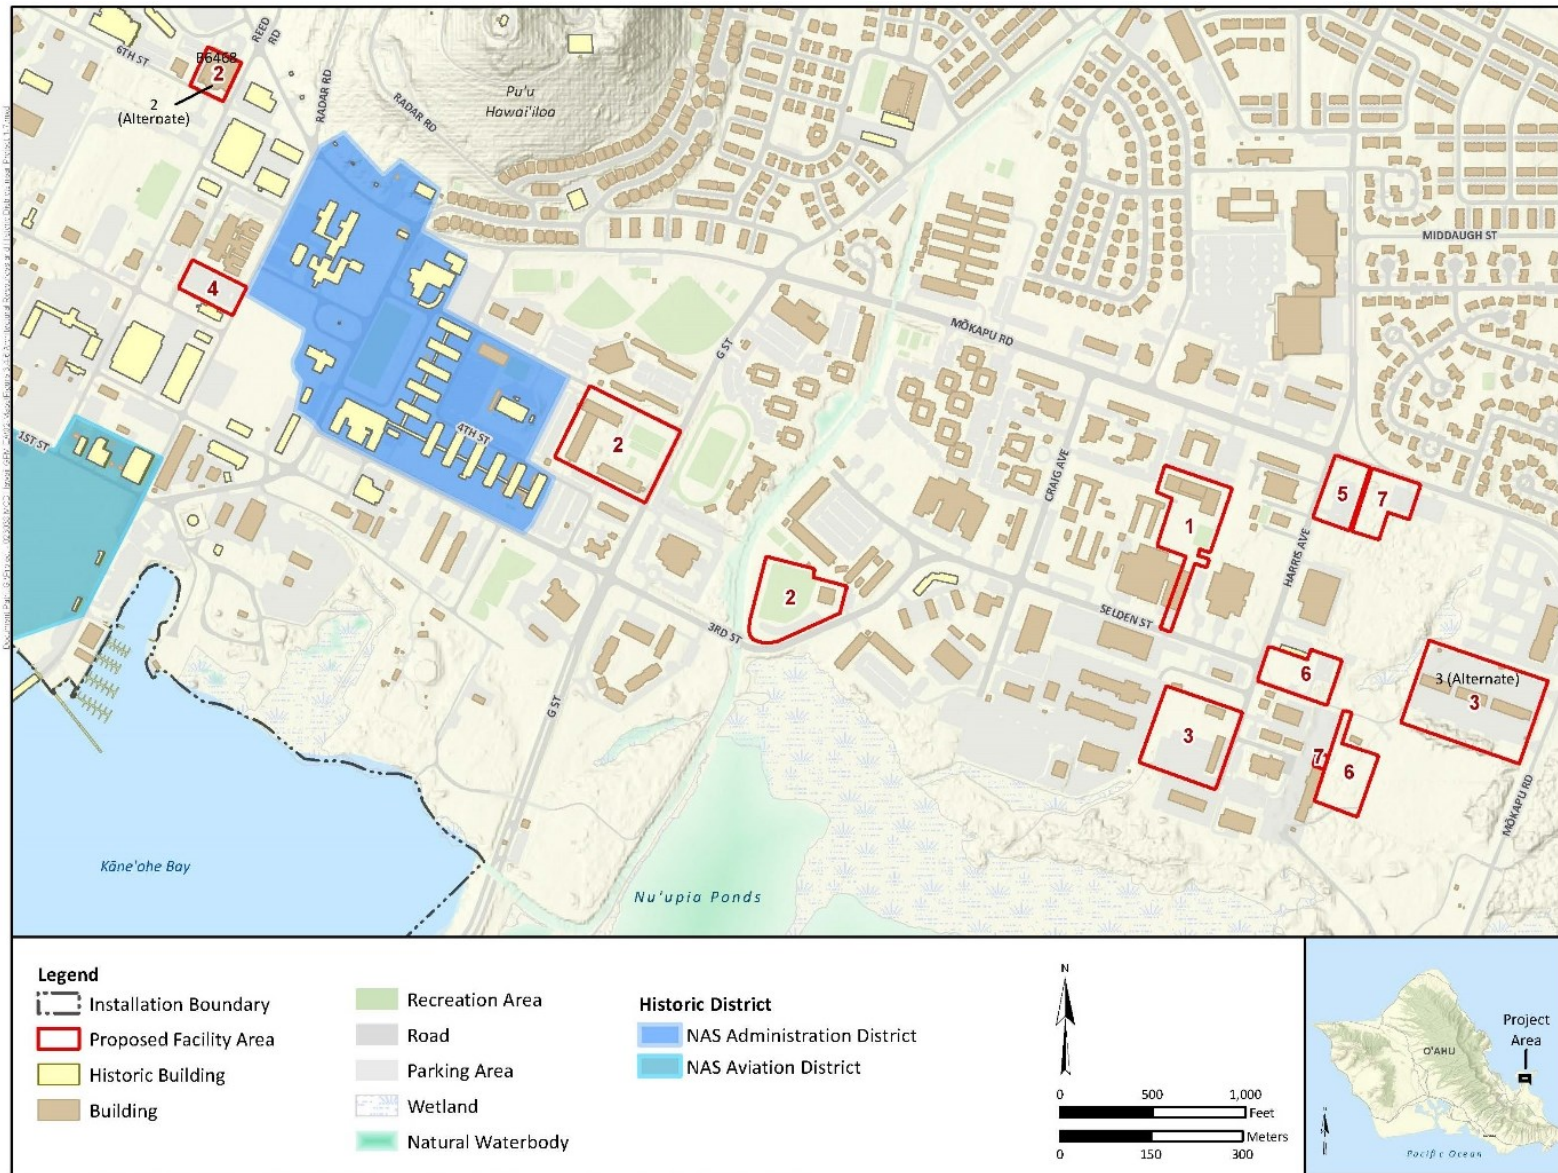 6TH ST
REED
RD
B6468
2
2
(Alternate)
RADAR RD
RADAR RD
Pu'u
Hawai'iloa
4
1ST ST
4TH ST
2
G ST
MŌKAPU RD
MIDDAUGH ST
CRAIG AVE
1
5
7
HARRIS AVE
2
3RD ST
SELDEN ST
6
3 (Alternate)
3
3
7
6
G ST
MŌKAPU RD
Kāne'ohe Bay
Nu'upia Ponds
Legend
Installation Boundary
Proposed Facility Area
Historic Building
Building
Recreation Area
Road
Parking Area
Wetland
Natural Waterbody
Historic District
NAS Administration District
NAS Aviation District
N
0 500 1,000
Feet
Meters
0 150 300
Project
Area
O'AHU
Pacific Ocean